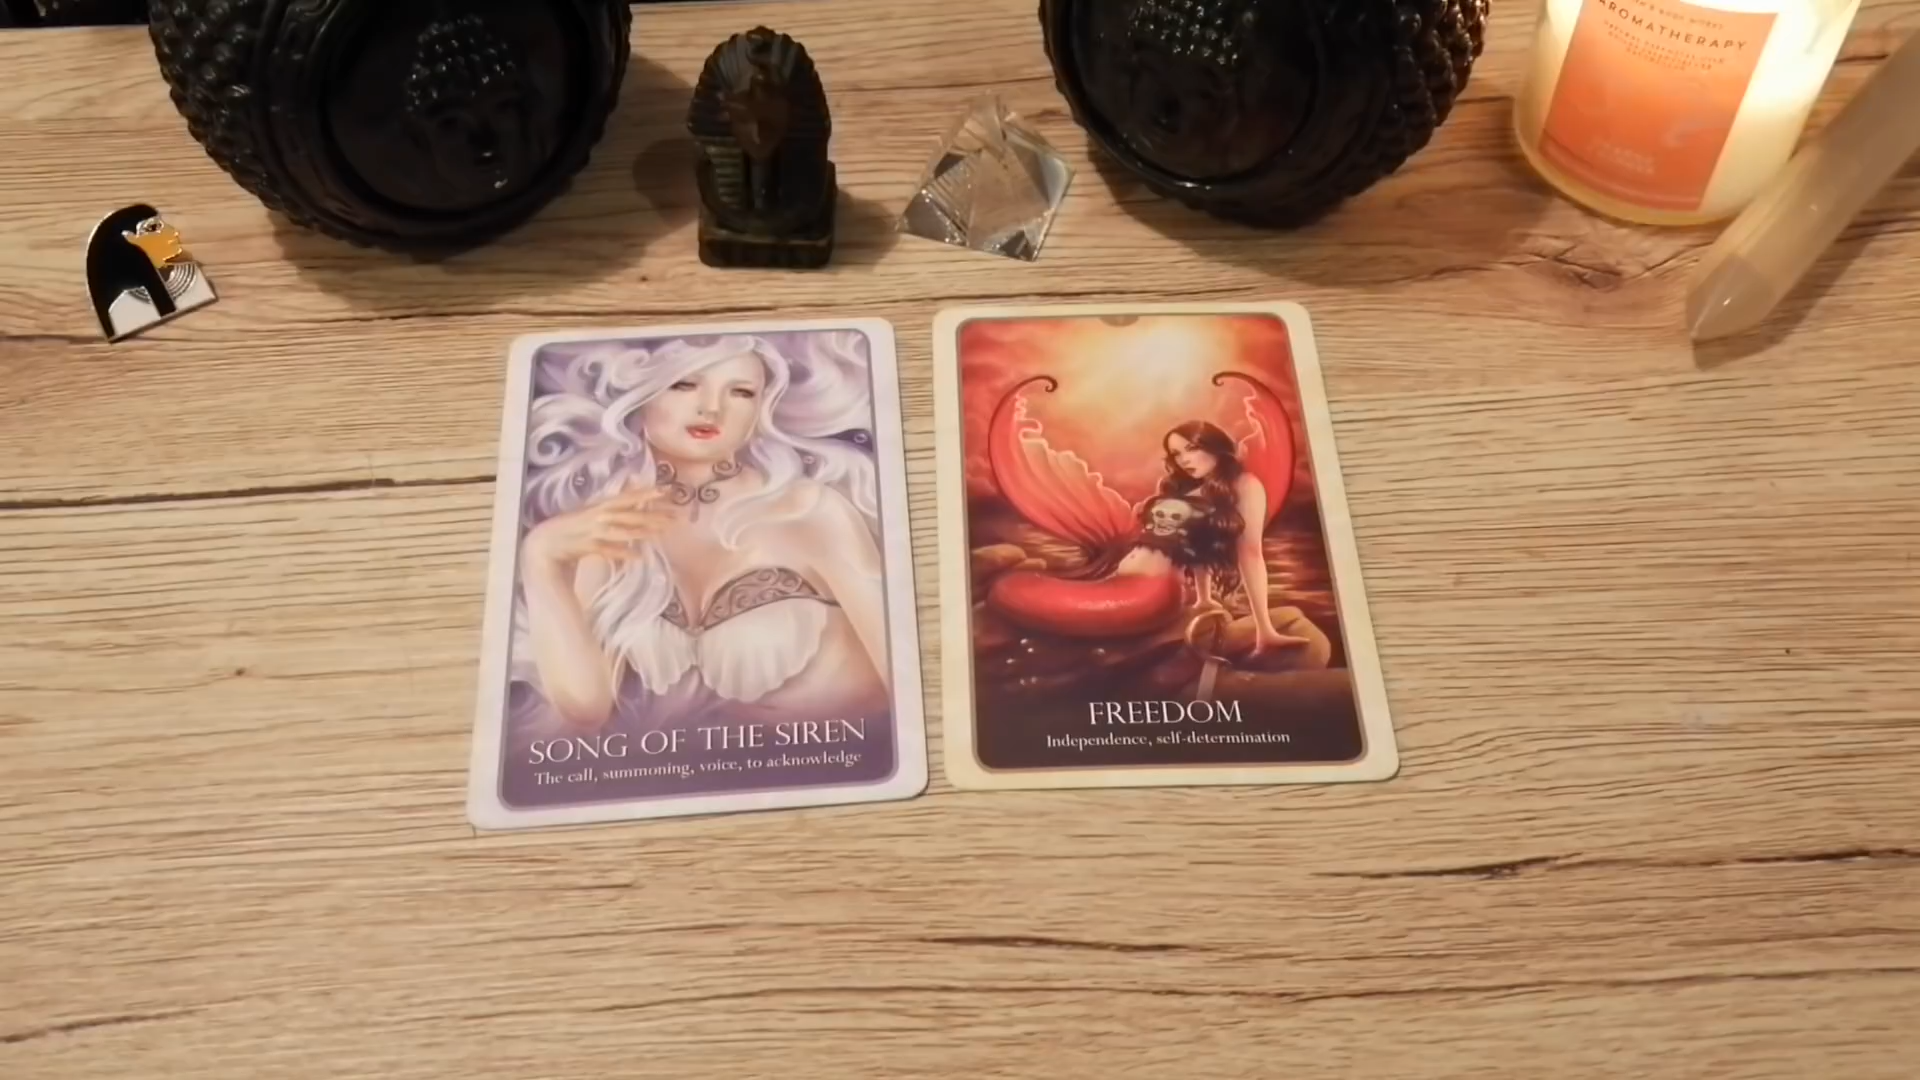 AROMATHERAPY
SONG OF THE SIREN
The call, summoning, voice, to acknowledge
FREEDOM
Independence, self-determination